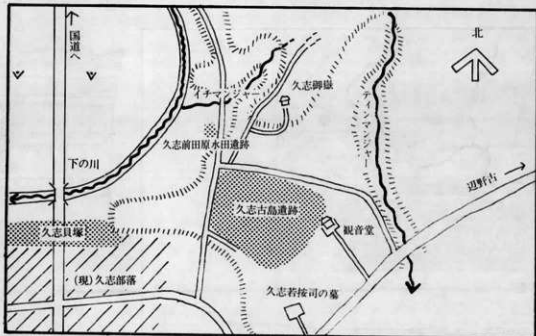 国道へ
北
イチマンジャー
久志御嶽
ティンマンジャー
久志前田原水田遺跡
下の川
辺野古
久志古島遺跡
久志貝塚
観音堂
(現)久志部落
久志若按司の墓